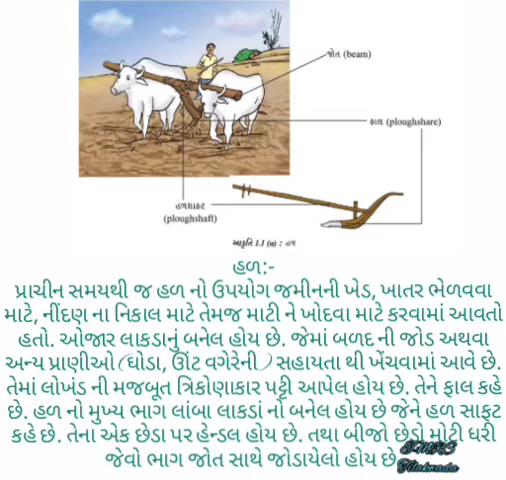 જોત (beam)
ફાલ (ploughshare)
હળશાફ્ટ
(ploughshaft)
આકૃતિ 1.1 (a) : હળ
હળ:-
પ્રાચીન સમયથી જ હળ નો ઉપયોગ જમીનની ખેડ, ખાતર ભેળવવા
માટે, નીંદણ ના નિકાલ માટે તેમજ માટી ને ખોદવા માટે કરવામાં આવતો
હતો. ઓજાર લાકડાનું બનેલ હોય છે. જેમાં બળદ ની જોડ અથવા
અન્ય પ્રાણીઓ (ઘોડા, ઊંટ વગેરેની ) સહાયતા થી ખેંચવામાં આવે છે.
તેમાં લોખંડ ની મજબૂત ત્રિકોણાકાર પટ્ટી આપેલ હોય છે. તેને ફાલ કહે
છે. હળ નો મુખ્ય ભાગ લાંબા લાકડાં નો બનેલ હોય છે જેને હળ સાફ્ટ
કહે છે. તેના એક છેડા પર હેન્ડલ હોય છે. તથા બીજો છેડો મોટી ધરી
જેવો ભાગ જોત સાથે જોડાયેલો હોય છે
EMRS
Tilakwada